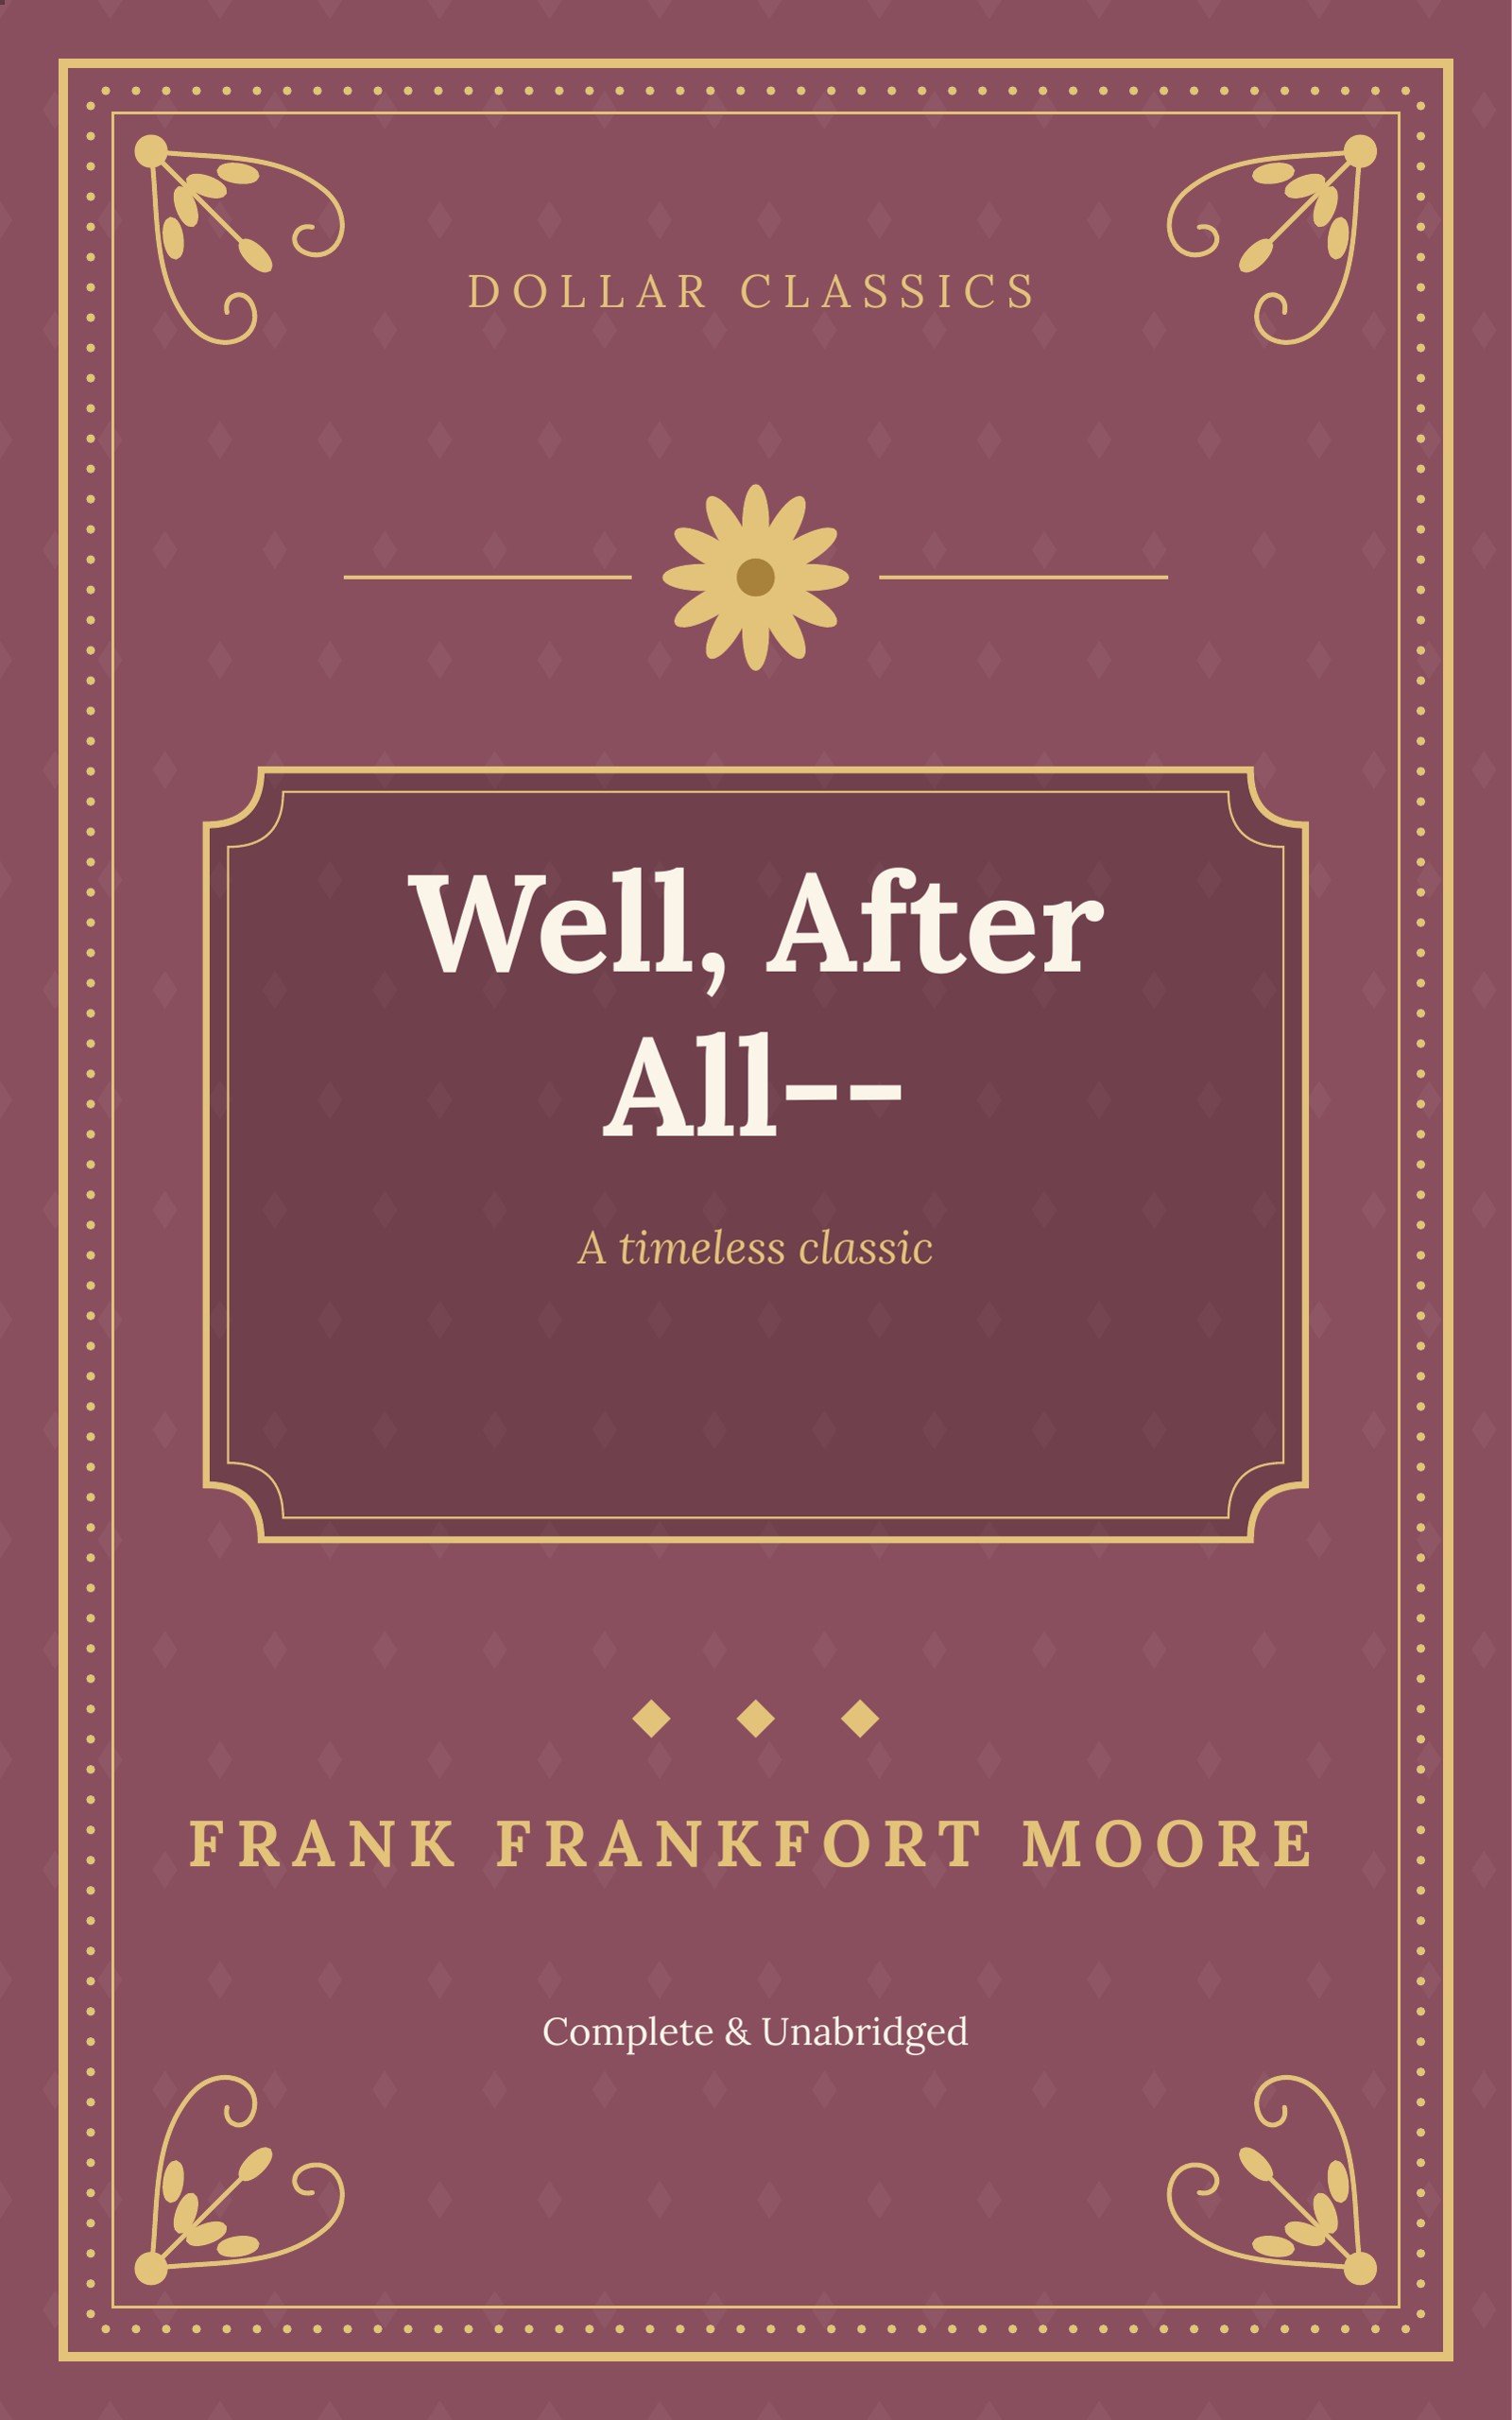 DOLLAR CLASSICS
Well, After
All--
A timeless classic
FRANK FRANKFORT MOORE
Complete & Unabridged